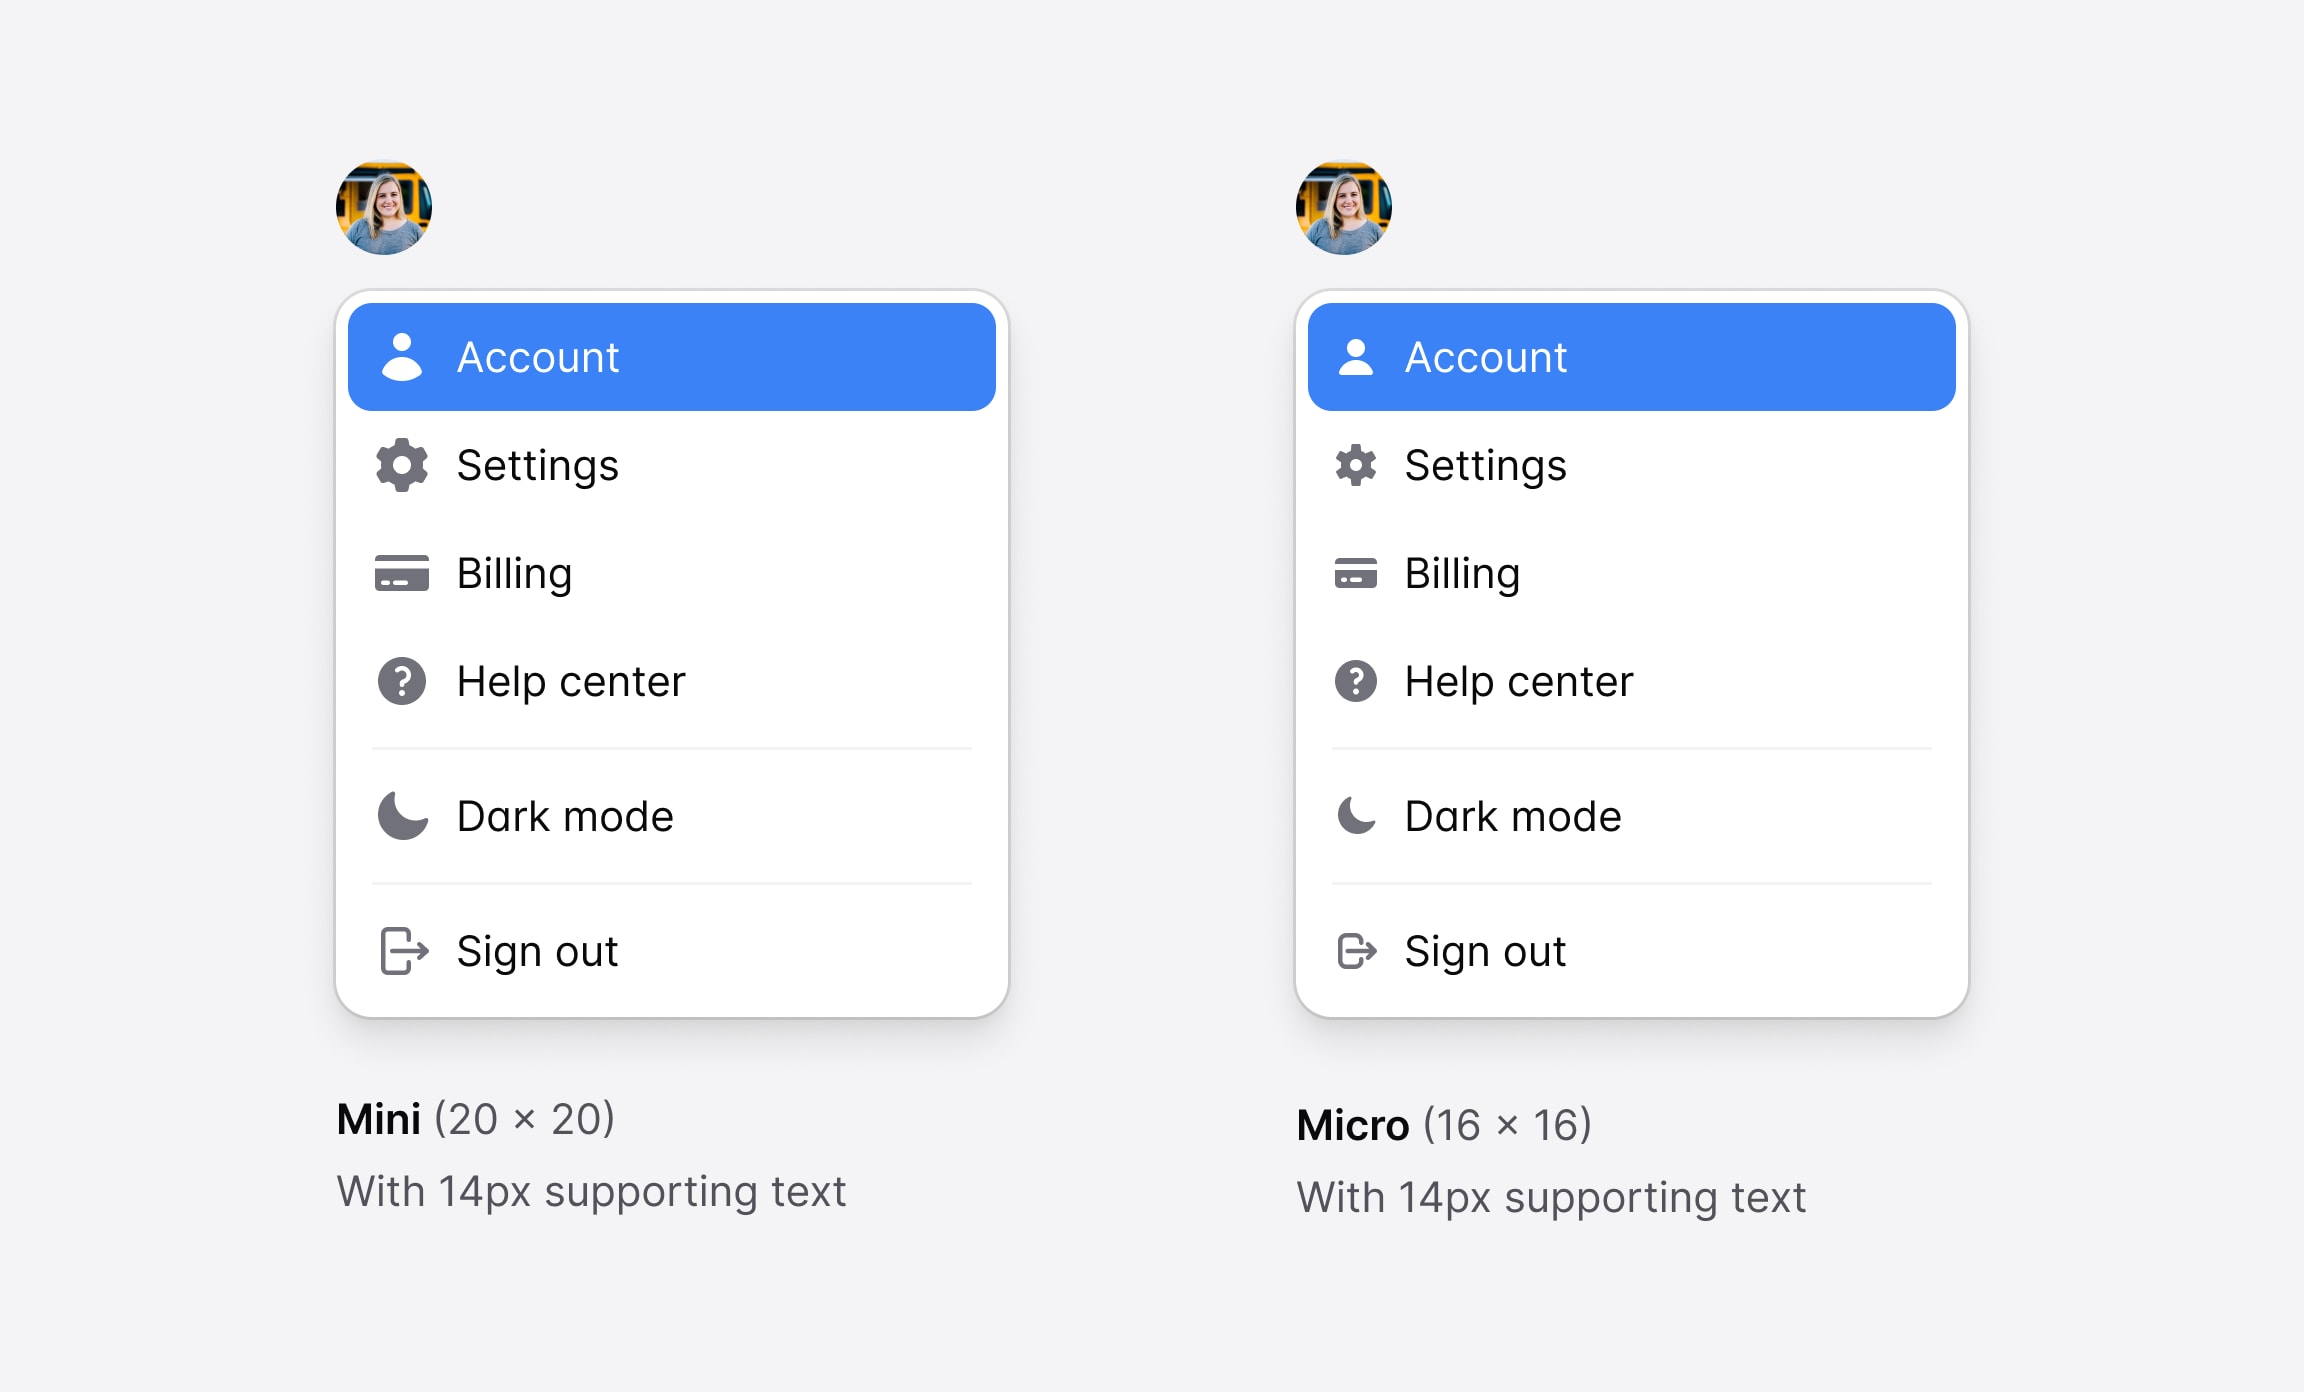 Account
Settings
Billing
Help center
Dark mode
Sign out
Mini (20 × 20)
With 14px supporting text
Account
Settings
Billing
Help center
Dark mode
Sign out
Micro (16 × 16)
With 14px supporting text